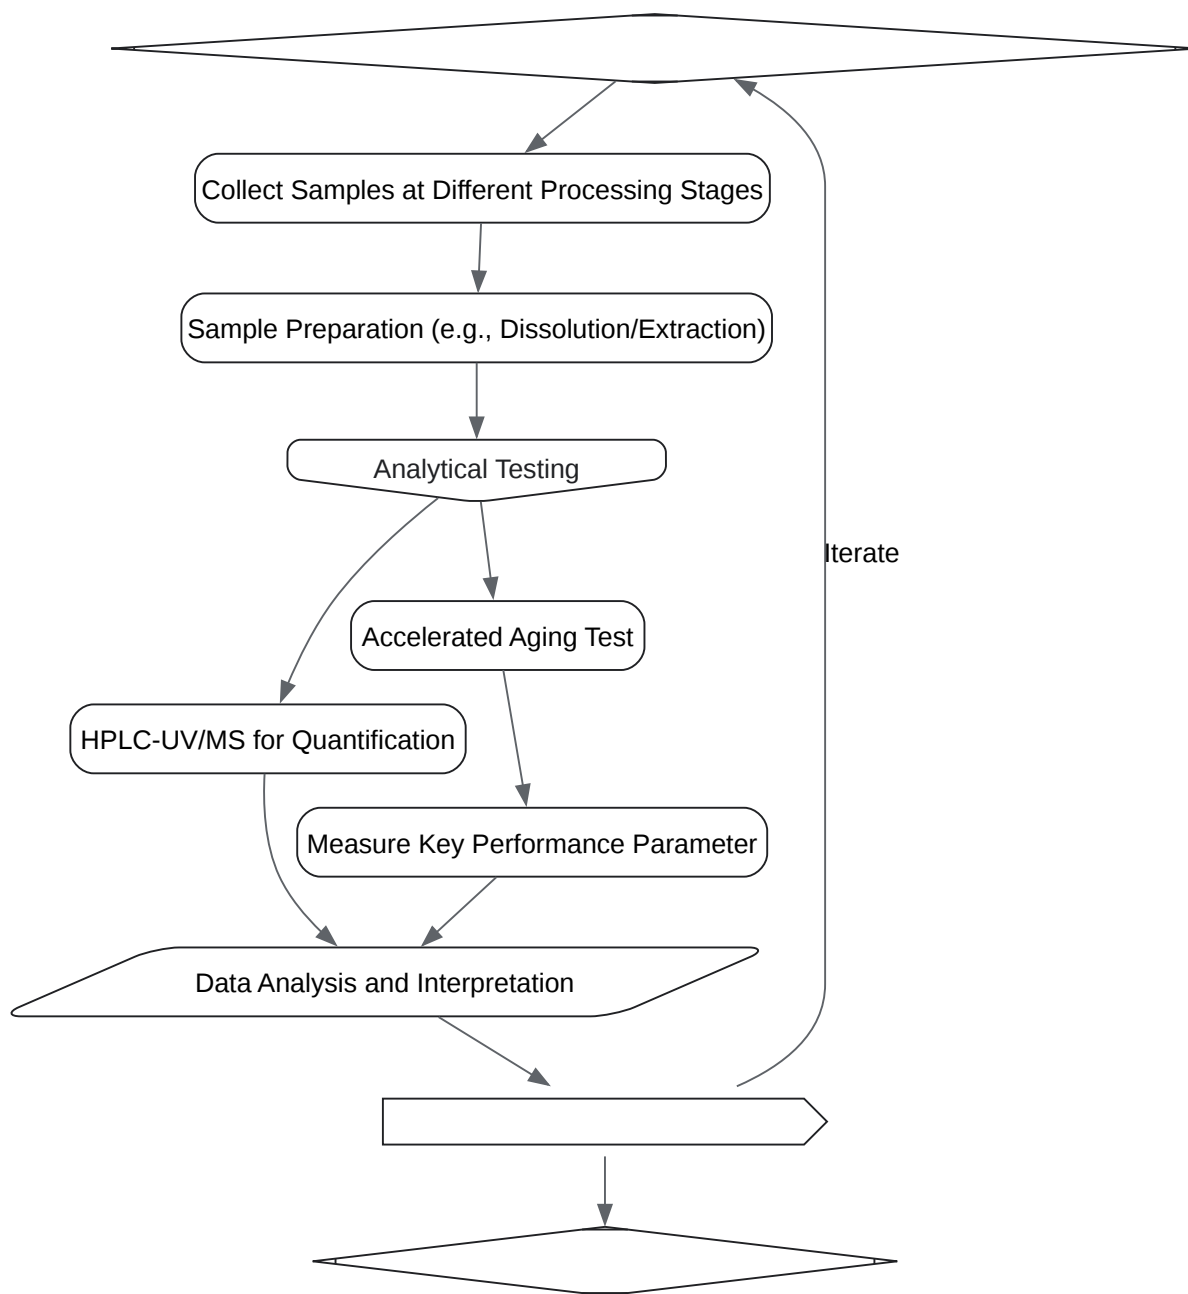 Collect Samples at Different Processing Stages
Sample Preparation (e.g., Dissolution/Extraction)
Analytical Testing
Iterate
Accelerated Aging Test
HPLC-UV/MS for Quantification
Measure Key Performance Parameter
Data Analysis and Interpretation